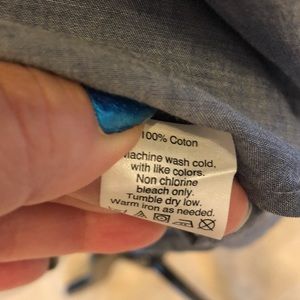 100% Coton
Machine wash cold,
with like colors.
Non chlorine
bleach only.
Tumble dry low.
Warm iron as needed.